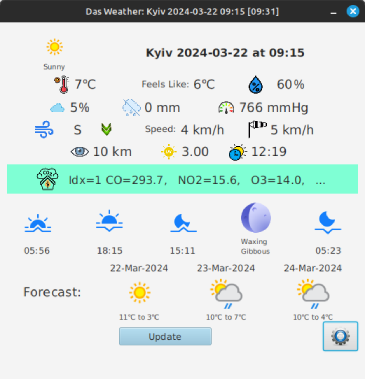 Das Weather: Kyiv 2024-03-22 09:15 [09:31]
Kyiv 2024-03-22 at 09:15
Sunny
7°C Feels Like: 6°C 60%
5% 0 mm 766 mmHg
S Speed: 4 km/h 5 km/h
10 km 3.00 12:19
Idx=1 CO=293.7, NO2=15.6, O3=14.0, ...
Waxing
Gibbous
05:56 18:15 15:11 05:23
22-Mar-2024 23-Mar-2024 24-Mar-2024
Forecast:
11°C to 3°C 10°C to 7°C 10°C to 4°C
Update